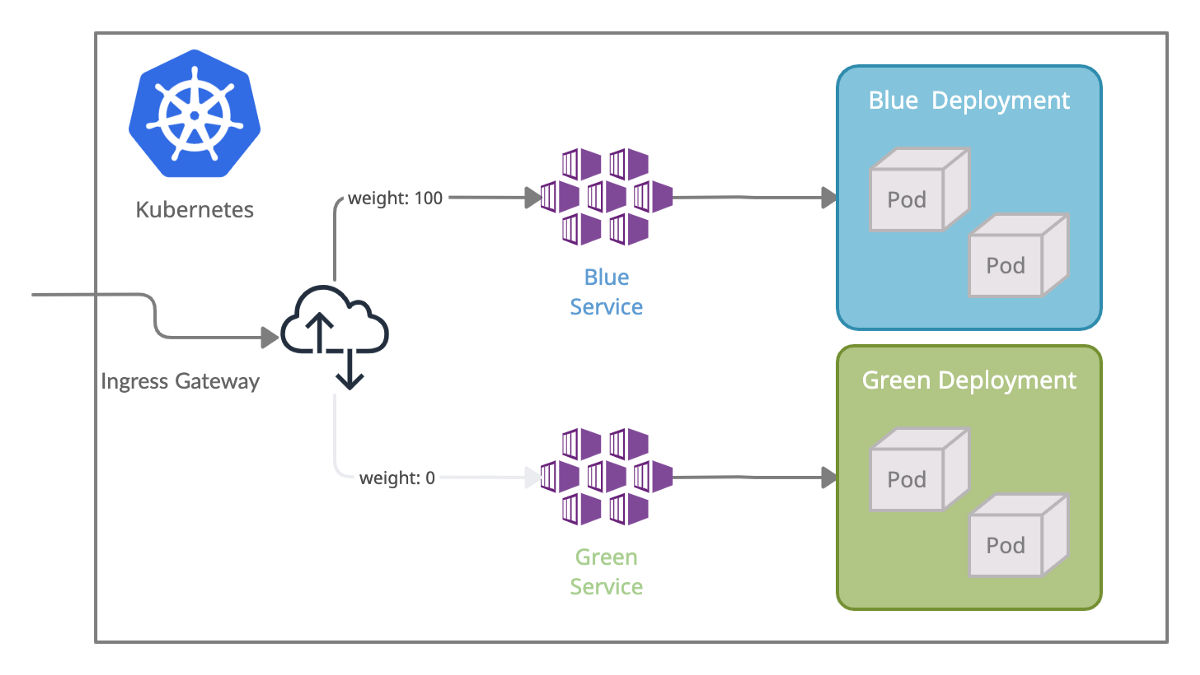 Kubernetes
Ingress Gateway
weight: 100
weight: 0
Blue
Service
Green
Service
Blue  Deployment
Pod
Pod
Green Deployment
Pod
Pod